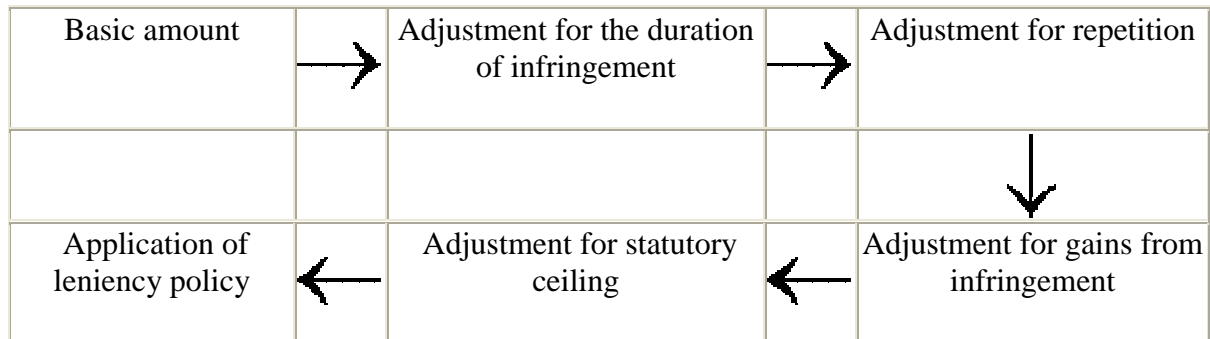 Basic amount
Adjustment for the duration
of infringement
Adjustment for repetition
Application of
leniency policy
Adjustment for statutory
ceiling
Adjustment for gains from
infringement